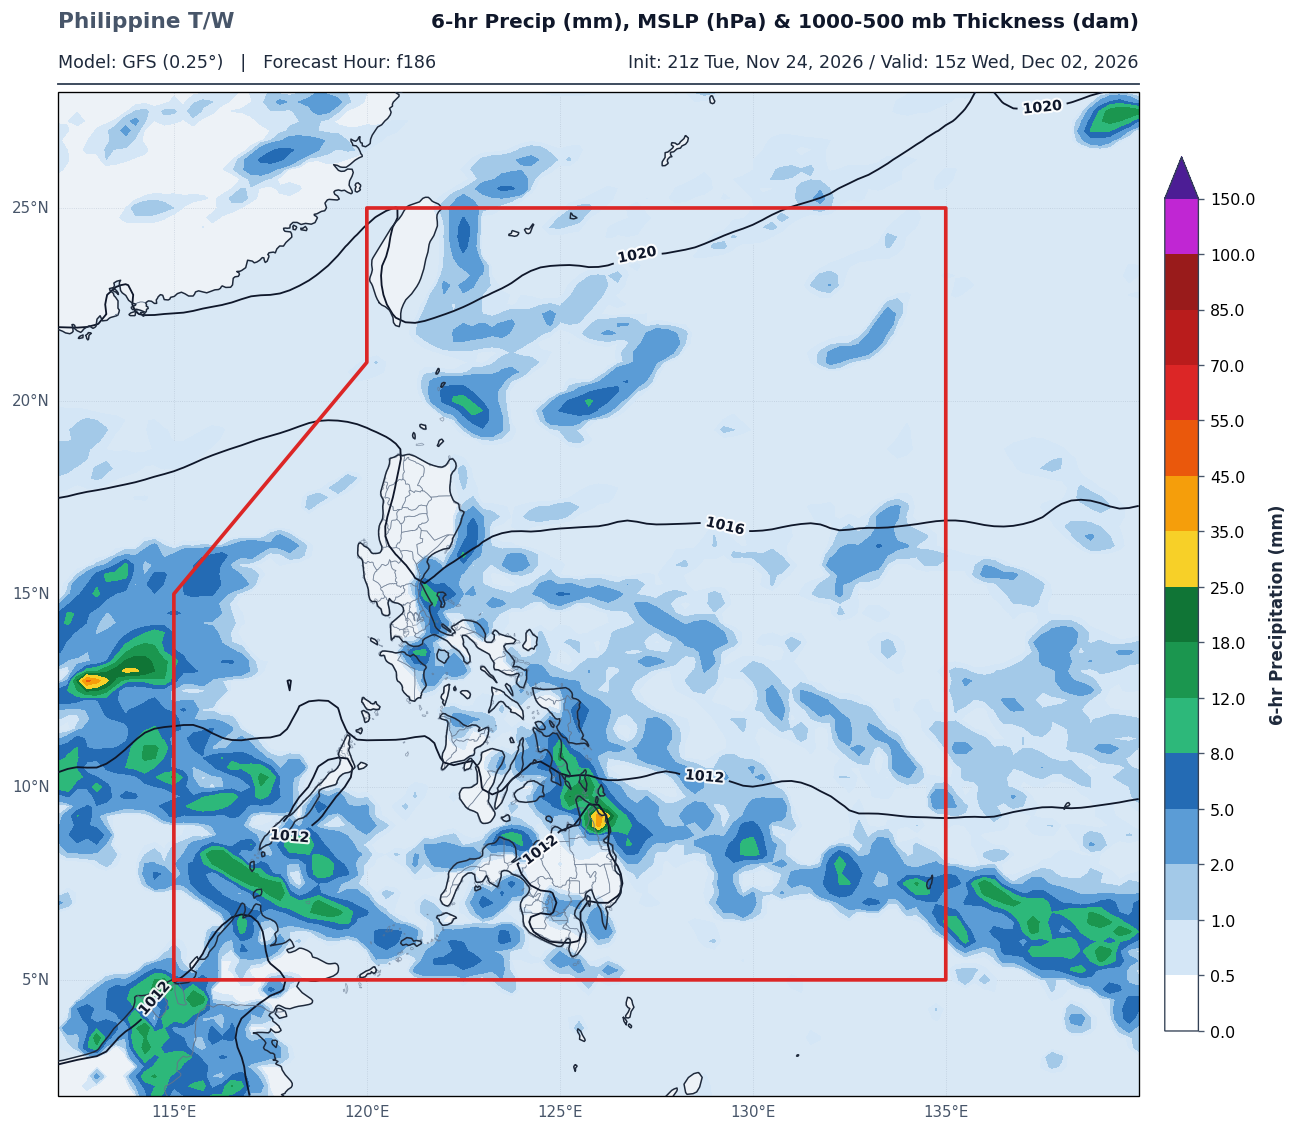 Philippine T/W
6-hr Precip (mm), MSLP (hPa) & 1000-500 mb Thickness (dam)
Model: GFS (0.25°) | Forecast Hour: f186
Init: 21z Tue, Nov 24, 2026 / Valid: 15z Wed, Dec 02, 2026
1020
1020
1016
1012
1012
1012
1012
25°N
20°N
15°N
10°N
5°N
115°E
120°E
125°E
130°E
135°E
150.0
100.0
85.0
70.0
55.0
45.0
35.0
25.0
18.0
12.0
8.0
5.0
2.0
1.0
0.5
0.0
6-hr Precipitation (mm)